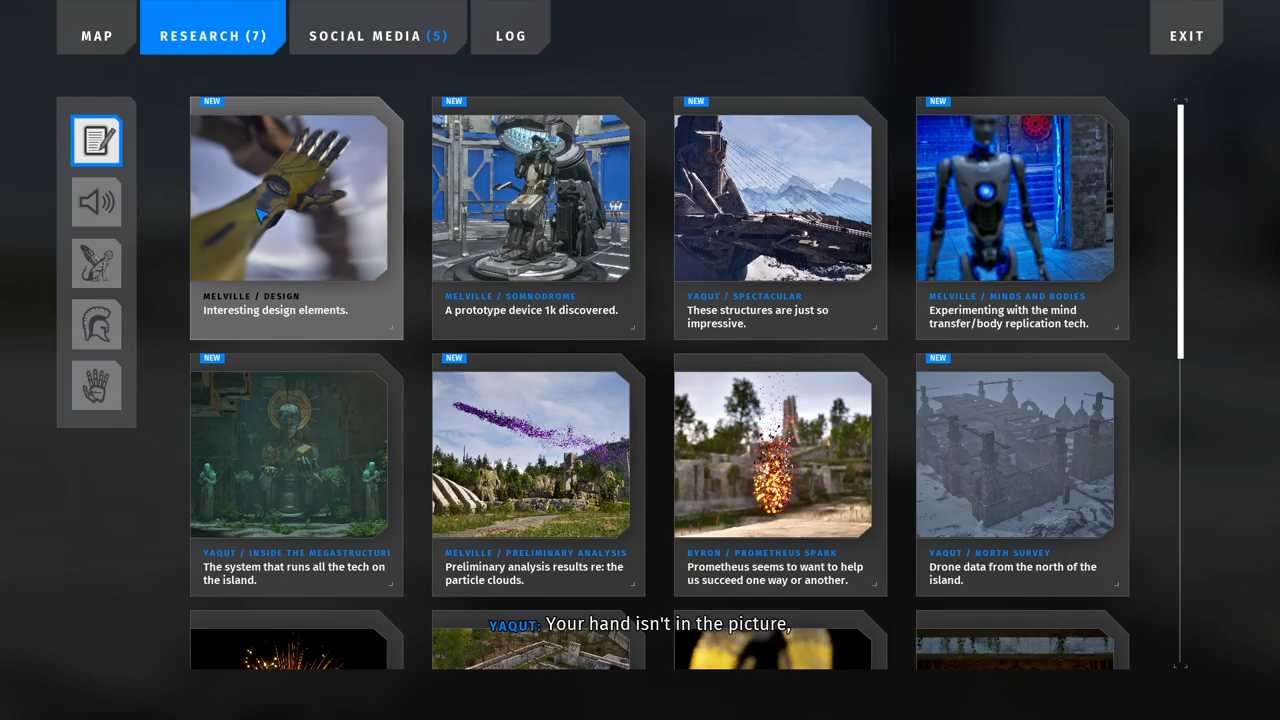 MAP
RESEARCH (7)
SOCIAL MEDIA (5)
LOG
EXIT
NEW
NEW
NEW
NEW
MELVILLE / DESIGN
Interesting design elements.
MELVILLE / SOMNODROME
A prototype device 1k discovered.
YAQUT / SPECTACULAR
These structures are just so
impressive.
MELVILLE / MINDS AND BODIES
Experimenting with the mind
transfer/body replication tech.
NEW
NEW
NEW
YAQUT / INSIDE THE MEGASTRUCTURI
The system that runs all the tech on
the island.
MELVILLE / PRELIMINARY ANALYSIS
Preliminary analysis results re: the
particle clouds.
BYRON / PROMETHEUS SPARK
Prometheus seems to want to help
us succeed one way or another.
YAQUT / NORTH SURVEY
Drone data from the north of the
island.
YAQUT: Your hand isn't in the picture,